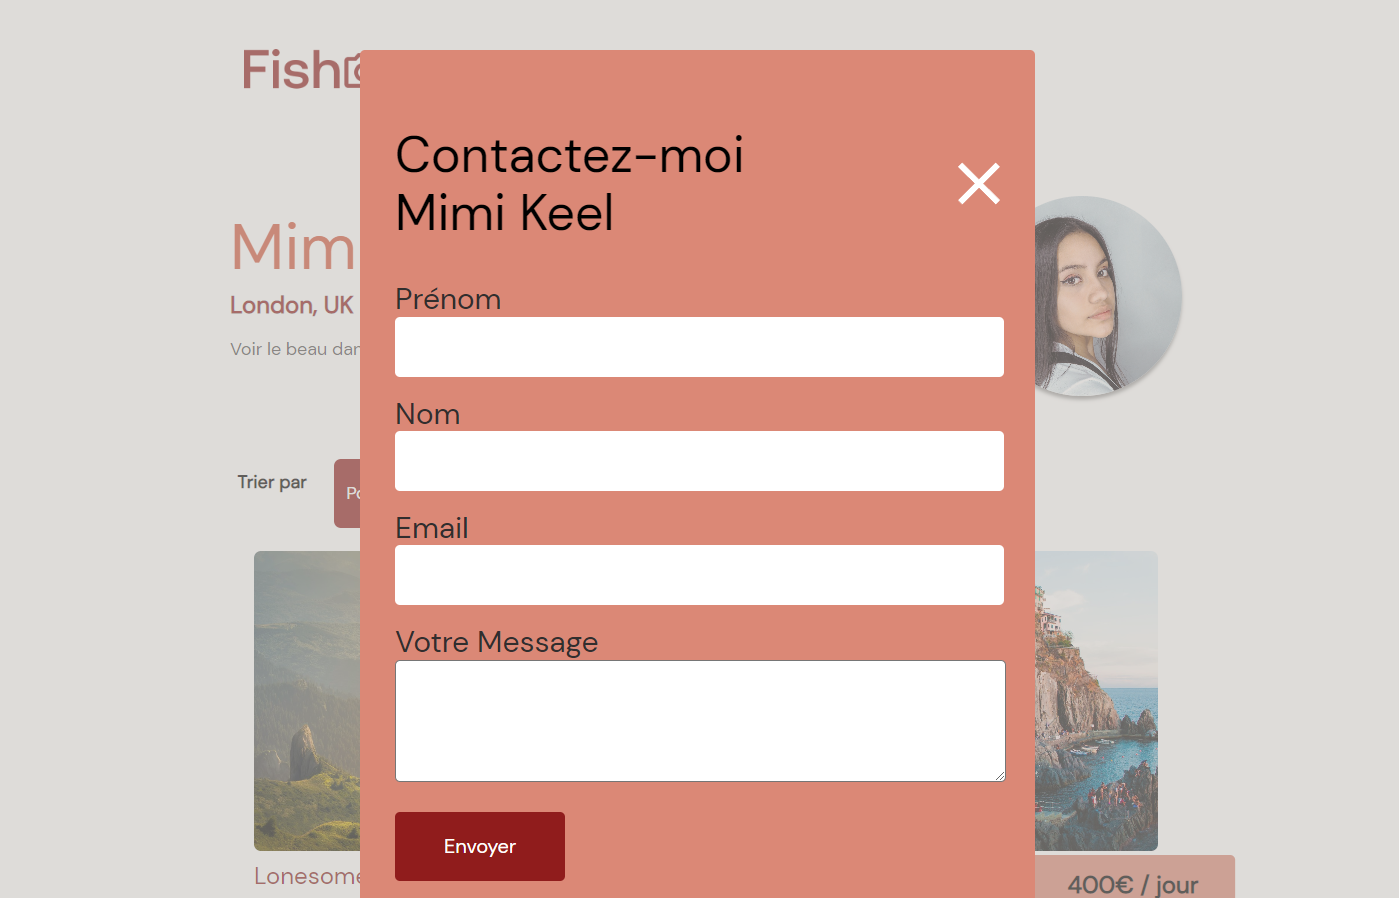 Fish
Contactez-moi
Mimi Keel
Mim
London, UK
Voir le beau dan
Prénom
Nom
Trier par
Po
Email
Votre Message
Envoyer
Lonesome
400€ / jour